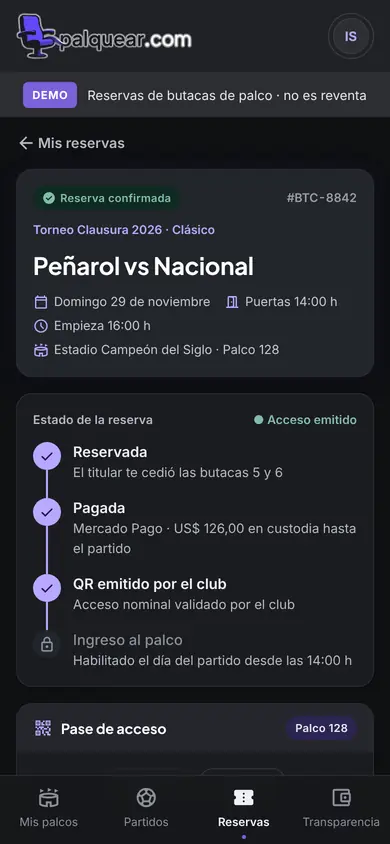 palquear.com
IS
DEMO Reservas de butacas de palco · no es reventa
← Mis reservas
Reserva confirmada #BTC-8842
Torneo Clausura 2026 · Clásico
Peñarol vs Nacional
Domingo 29 de noviembre Puertas 14:00 h
Empieza 16:00 h
Estadio Campeón del Siglo · Palco 128
Estado de la reserva Acceso emitido
Reservada
El titular te cedió las butacas 5 y 6
Pagada
Mercado Pago · US$ 126,00 en custodia hasta
el partido
QR emitido por el club
Acceso nominal validado por el club
Ingreso al palco
Habilitado el día del partido desde las 14:00 h
Pase de acceso Palco 128
Mis palcos Partidos Reservas Transparencia